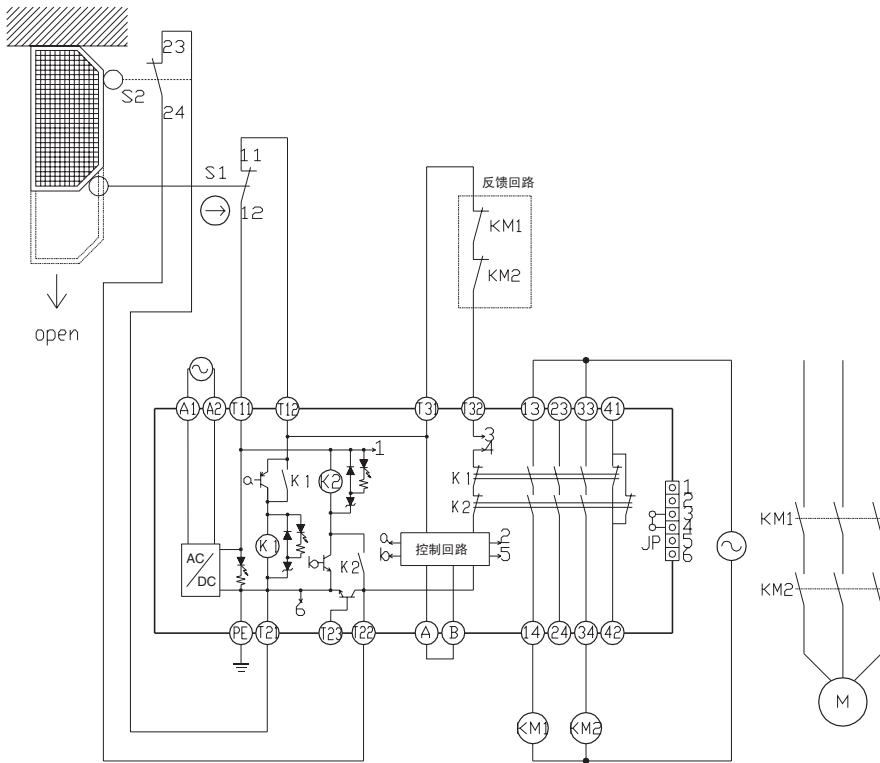 23
S2
24
11
S1
12
反馈回路
KM1
KM2
open
A1 A2 T11 T12 T31 T32 13 23 33 41
1
3
4
a
K1
K2
K1
K2
1
2
3
4
5
6
JP
KM1
AC
DC
K1
b
K2
a
b
控制回路
2
5
6
KM2
PE T21 T23 T22 A B 14 24 34 42
M
KM1
KM2